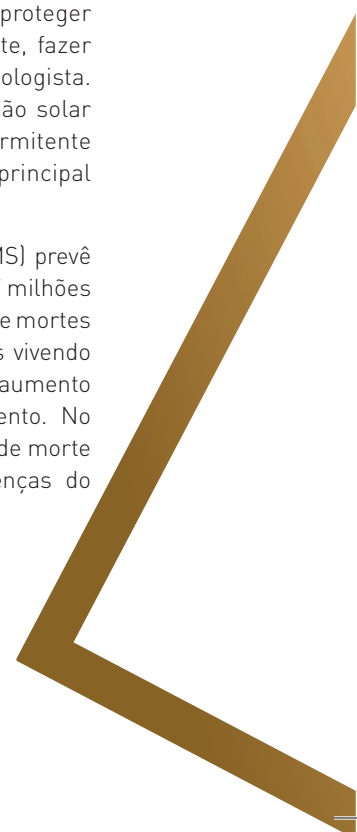 proteger
te, fazer
ologista.
ão solar
rmitente
principal
MS) prevê
milhões
e mortes
s vivendo
aumento
ento. No
de morte
enças do